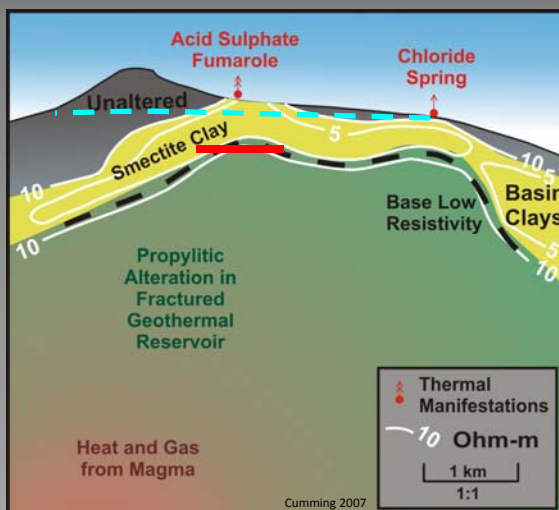 Acid Sulphate
Fumarole
Chloride
Spring
Unaltered
Smectite Clay
5
10
5
10
10
Basin
Clays
Base Low
Resistivity
10
Propylitic
Alteration in
Fractured
Geothermal
Reservoir
Heat and Gas
from Magma
Thermal
Manifestations
10 Ohm-m
1 km
1:1
Cumming 2007